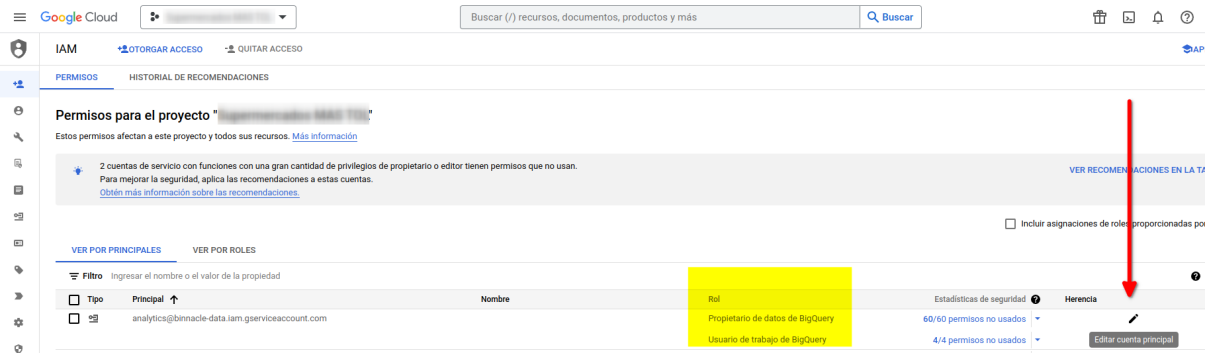 Google Cloud
Buscar (/) recursos, documentos, productos y más
Buscar
IAM
OTORGAR ACCESO
QUITAR ACCESO
AP
PERMISOS
HISTORIAL DE RECOMENDACIONES
Permisos para el proyecto " "
Estos permisos afectan a este proyecto y todos sus recursos. Más información
2 cuentas de servicio con funciones con una gran cantidad de privilegios de propietario o editor tienen permisos que no usan.
Para mejorar la seguridad, aplica las recomendaciones a estas cuentas.
Obtén más información sobre las recomendaciones.
VER RECOMENDACIONES EN LA TA
Incluir asignaciones de roles proporcionadas por
VER POR PRINCIPALES
VER POR ROLES
Filtro Ingresar el nombre o el valor de la propiedad
Tipo Principal Nombre Rol Estadísticas de seguridad Herencia
analytics@binnacle-data.iam.gserviceaccount.com Propietario de datos de BigQuery 60/60 permisos no usados
Usuario de trabajo de BigQuery 4/4 permisos no usados
Editar cuenta principal